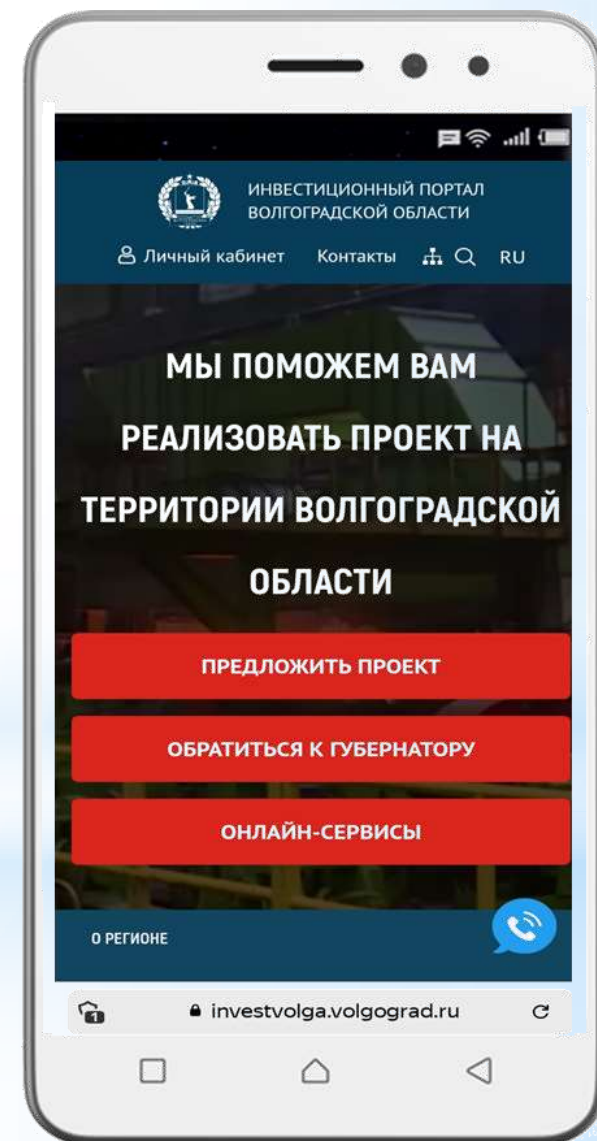 ИНВЕСТИЦИОННЫЙ ПОРТАЛ
ВОЛГОГРАДСКОЙ ОБЛАСТИ
Личный кабинет Контакты RU
МЫ ПОМОЖЕМ ВАМ
РЕАЛИЗОВАТЬ ПРОЕКТ НА
ТЕРРИТОРИИ ВОЛГОГРАДСКОЙ
ОБЛАСТИ
ПРЕДЛОЖИТЬ ПРОЕКТ
ОБРАТИТЬСЯ К ГУБЕРНАТОРУ
ОНЛАЙН-СЕРВИСЫ
О РЕГИОНЕ
1 investvolga.volgograd.ru